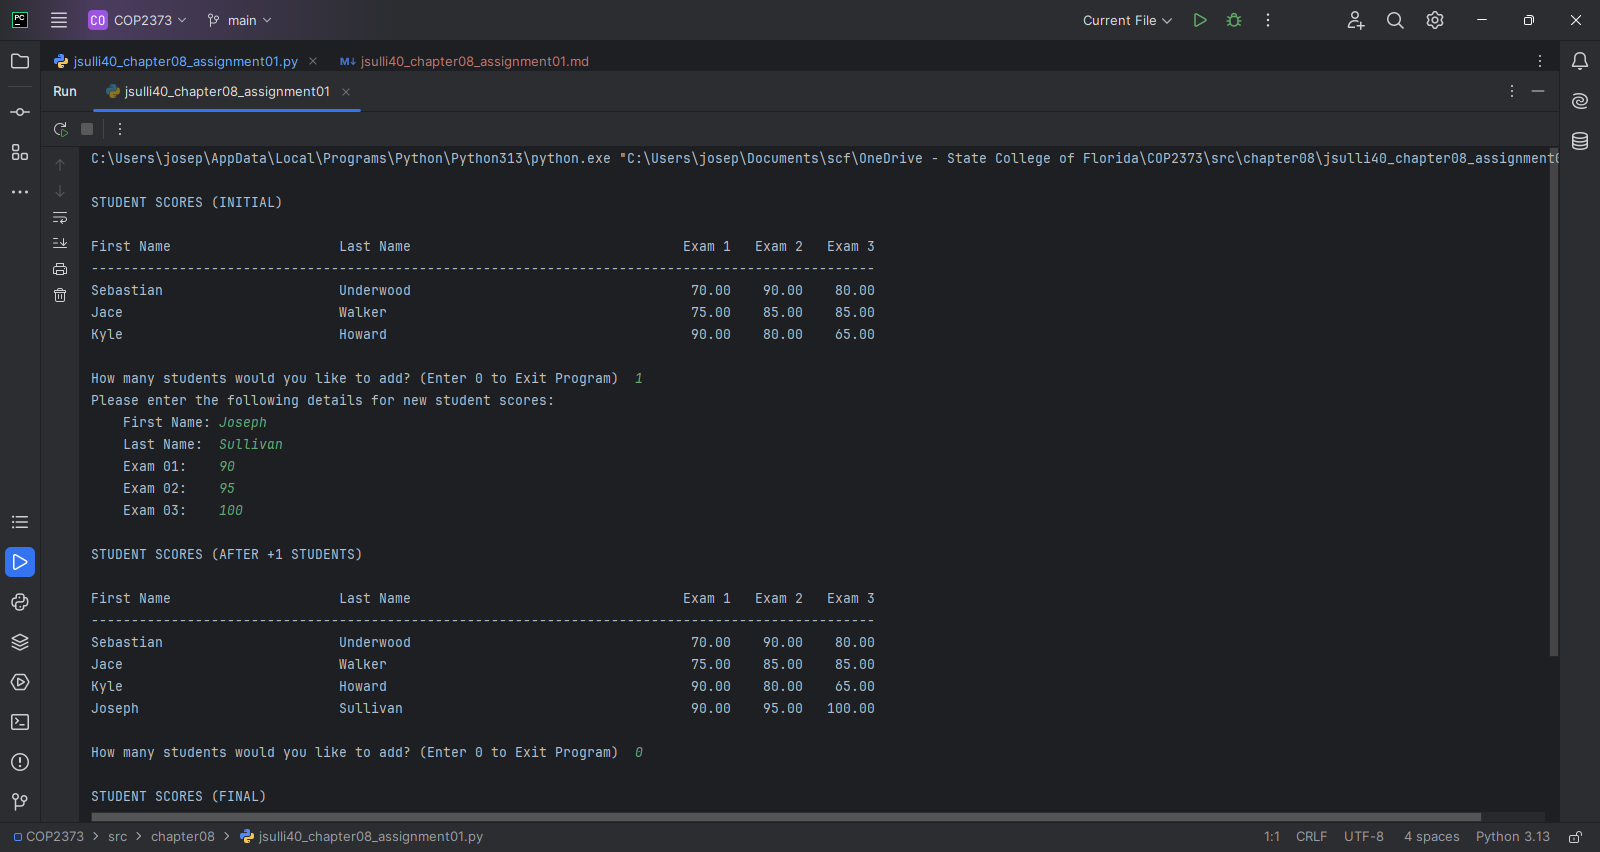 PC
CO COP2373 main Current File
jsulli40_chapter08_assignment01.py M↓ jsulli40_chapter08_assignment01.md
Run jsulli40_chapter08_assignment01
C:\Users\josep\AppData\Local\Programs\Python\Python313\python.exe "C:\Users\josep\Documents\scf\OneDrive - State College of Florida\COP2373\src\chapter08\jsulli40_chapter08_assignment0
STUDENT SCORES (INITIAL)
First Name Last Name Exam 1 Exam 2 Exam 3
--------------------------------------------------------------------------------------------------
Sebastian Underwood 70.00 90.00 80.00
Jace Walker 75.00 85.00 85.00
Kyle Howard 90.00 80.00 65.00
How many students would you like to add? (Enter 0 to Exit Program) 1
Please enter the following details for new student scores:
First Name: Joseph
Last Name: Sullivan
Exam 01: 90
Exam 02: 95
Exam 03: 100
STUDENT SCORES (AFTER +1 STUDENTS)
First Name Last Name Exam 1 Exam 2 Exam 3
--------------------------------------------------------------------------------------------------
Sebastian Underwood 70.00 90.00 80.00
Jace Walker 75.00 85.00 85.00
Kyle Howard 90.00 80.00 65.00
Joseph Sullivan 90.00 95.00 100.00
How many students would you like to add? (Enter 0 to Exit Program) 0
STUDENT SCORES (FINAL)
COP2373 > src > chapter08 > jsulli40_chapter08_assignment01.py 1:1 CRLF UTF-8 4 spaces Python 3.13